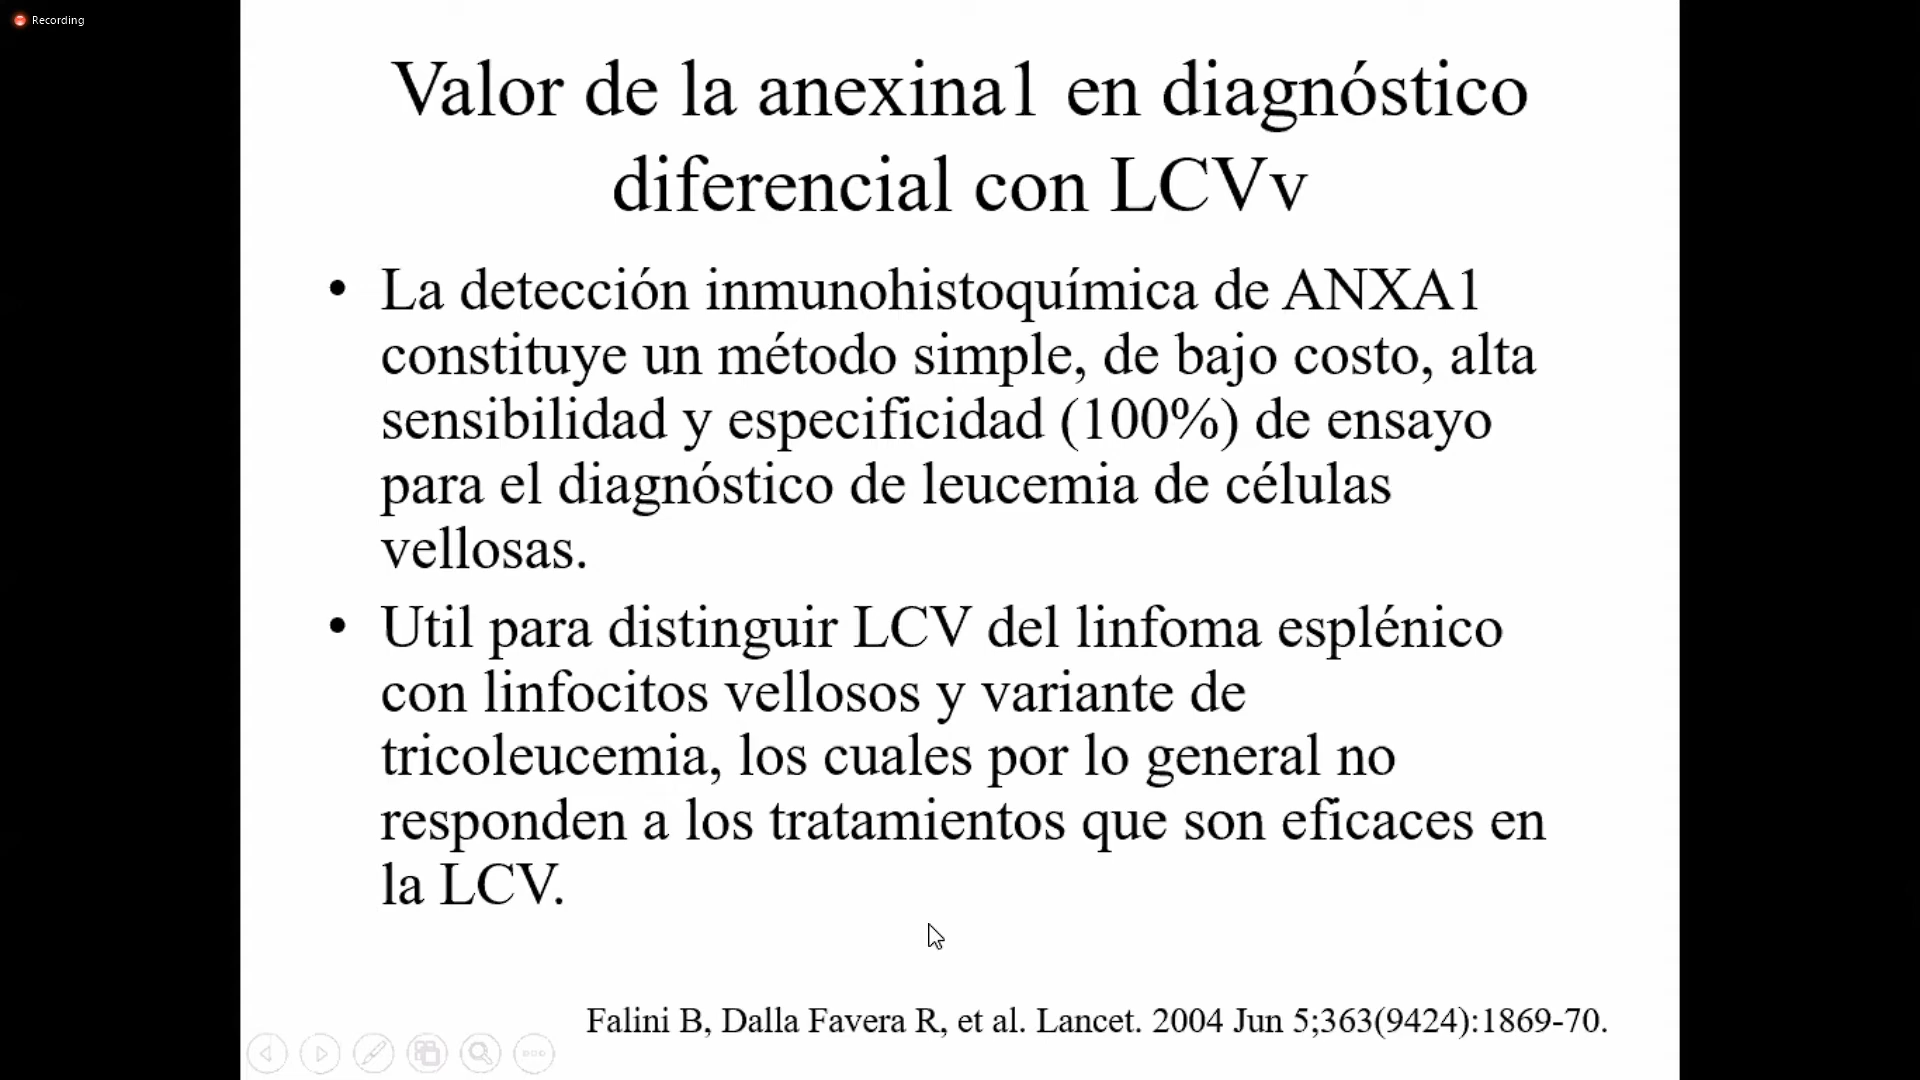 Recording
Valor de la anexina1 en diagnóstico
diferencial con LCVv
• La detección inmunohistoquímica de ANXA1
constituye un método simple, de bajo costo, alta
sensibilidad y especificidad (100%) de ensayo
para el diagnóstico de leucemia de células
vellosas.
• Util para distinguir LCV del linfoma esplénico
con linfocitos vellosos y variante de
tricoleucemia, los cuales por lo general no
responden a los tratamientos que son eficaces en
la LCV.
Falini B, Dalla Favera R, et al. Lancet. 2004 Jun 5;363(9424):1869-70.